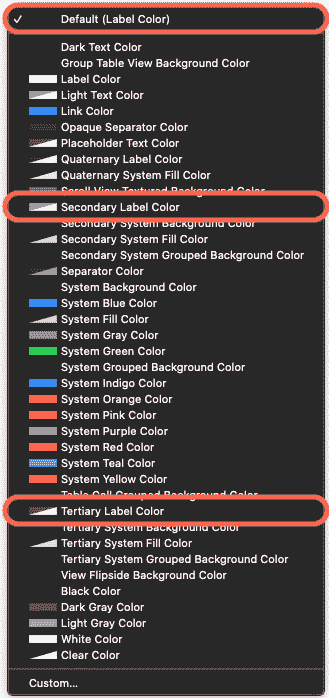 ✓ Default (Label Color)
Dark Text Color
Group Table View Background Color
Label Color
Light Text Color
Link Color
Opaque Separator Color
Placeholder Text Color
Quaternary Label Color
Quaternary System Fill Color
Scroll View Textured Background Color
Secondary Label Color
Secondary System Background Color
Secondary System Fill Color
Secondary System Grouped Background Color
Separator Color
System Background Color
System Blue Color
System Fill Color
System Gray Color
System Green Color
System Grouped Background Color
System Indigo Color
System Orange Color
System Pink Color
System Purple Color
System Red Color
System Teal Color
System Yellow Color
Table Cell Grouped Background Color
Tertiary Label Color
Tertiary System Background Color
Tertiary System Fill Color
Tertiary System Grouped Background Color
View Flipside Background Color
Black Color
Dark Gray Color
Light Gray Color
White Color
Clear Color
Custom...